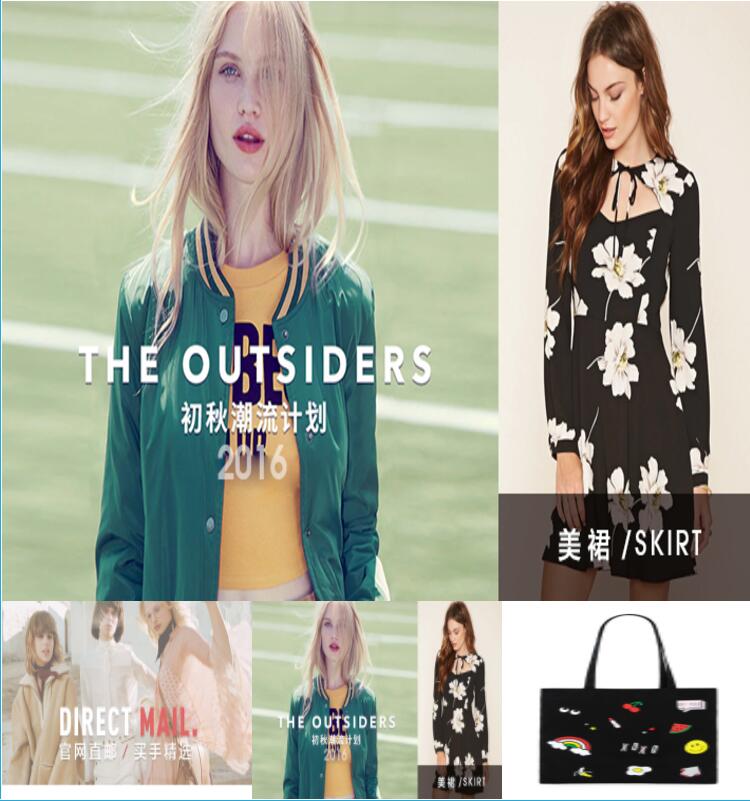 THE OUTSIDERS
初秋潮流计划
2016
美裙 /SKIRT
DIRECT MAIL.
官网直邮 / 买手精选
THE OUTSIDERS
初秋潮流计划
2016
美裙 /SKIRT
XOXO